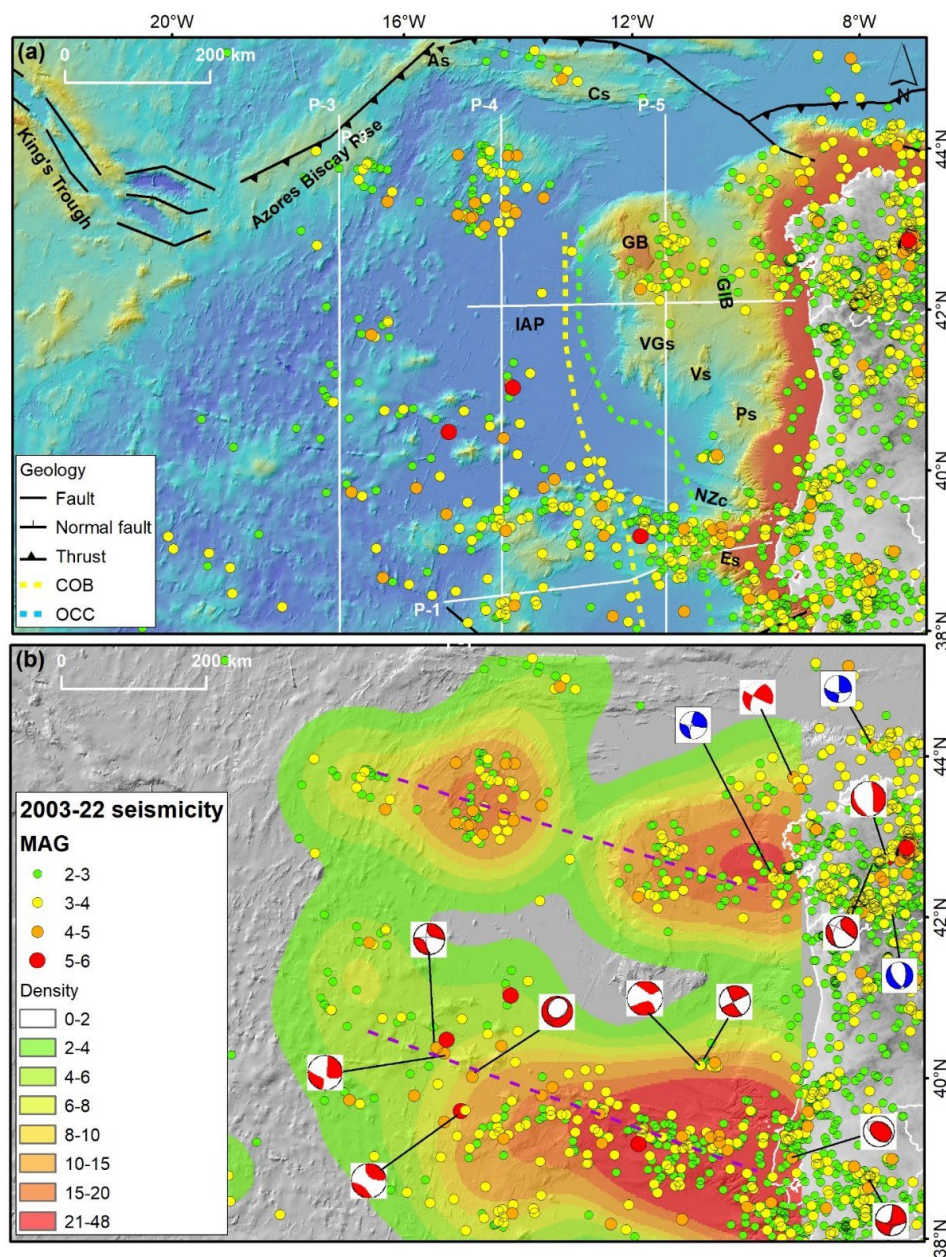 20°W 16°W 12°W 8°W
(a)
0 200 km
As
Cs
N
P-3 P-4 P-5
King's Trough
Azores Biscay Rise
44°N
GB
GIB
42°N
IAP
VGs
Vs
Ps
40°N
NZc
Es
P-1
38°N
Geology
Fault
Normal fault
Thrust
COB
OCC
(b)
0 200 km
44°N
2003-22 seismicity
MAG
2-3
3-4
4-5
5-6
Density
0-2
2-4
4-6
6-8
8-10
10-15
15-20
21-48
42°N
40°N
38°N